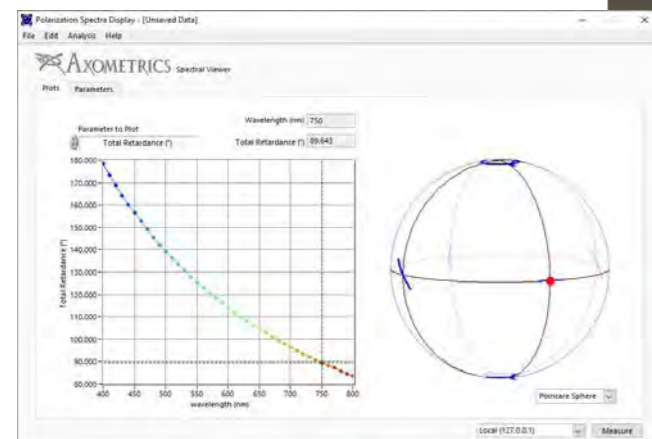 Polarization Spectra Display - [Unsaved Data]
File Edit Analysis Help
AXOMETRICS Spectral Viewer
Plots Parameters
Wavelength (nm) 750
Parameter to Plot
Total Retardance (°)
Total Retardance (°) 89.643
180.000
170.000
160.000
150.000
140.000
130.000
120.000
110.000
100.000
90.000
80.000
Total Retardance (°)
400 450 500 550 600 650 700 750 800
wavelength (nm)
Poincare Sphere
Local (127.0.0.1)
Measure